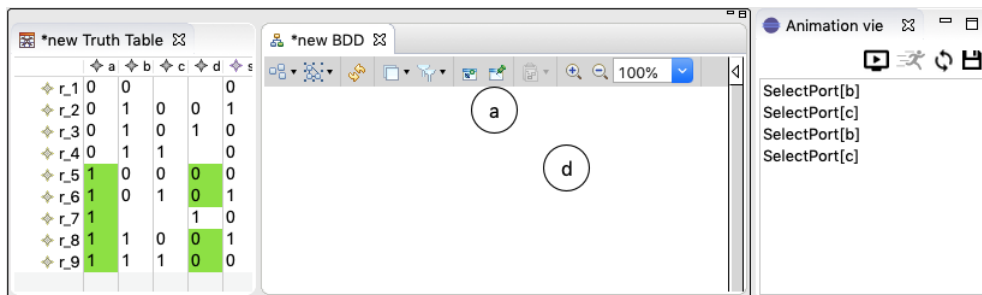 *new Truth Table
a b c d s
r_1 0 0 0
r_2 0 1 0 0 1
r_3 0 1 0 1 0
r_4 0 1 1 0
r_5 1 0 0 0 0
r_6 1 0 1 0 1
r_7 1 1 0
r_8 1 1 0 0 1
r_9 1 1 1 0 0
*new BDD
100%
a
d
Animation vie
SelectPort[b]
SelectPort[c]
SelectPort[b]
SelectPort[c]